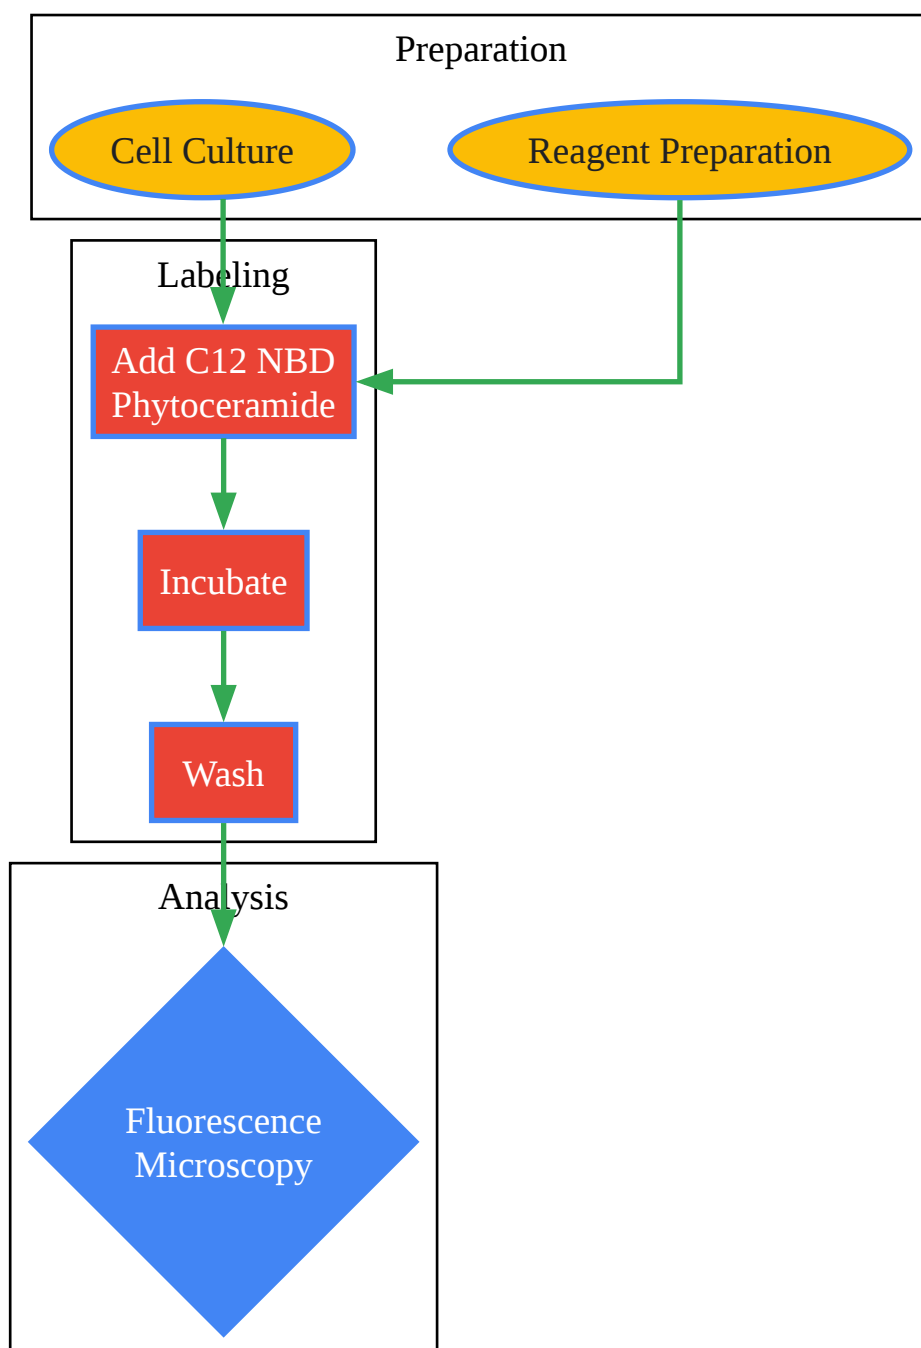 Preparation
Cell Culture
Reagent Preparation
Labeling
Add C12 NBD
Phytoceramide
Incubate
Wash
Analysis
Fluorescence
Microscopy